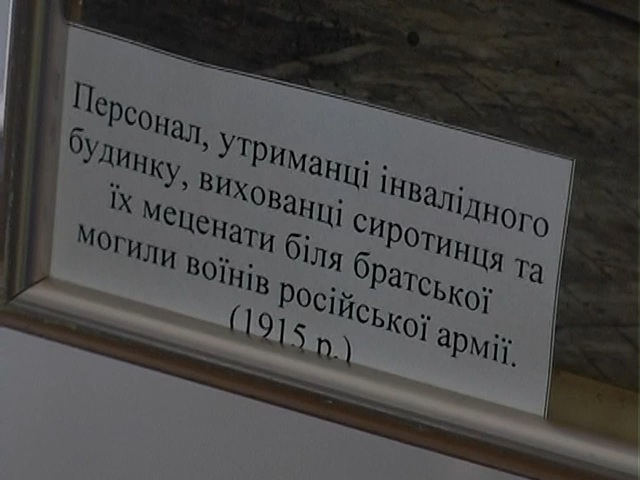 Персонал, утриманці інвалідного
будинку, вихованці сиротинця та
їх меценати біля братської
могили воїнів російської армії.
(1915 р.)